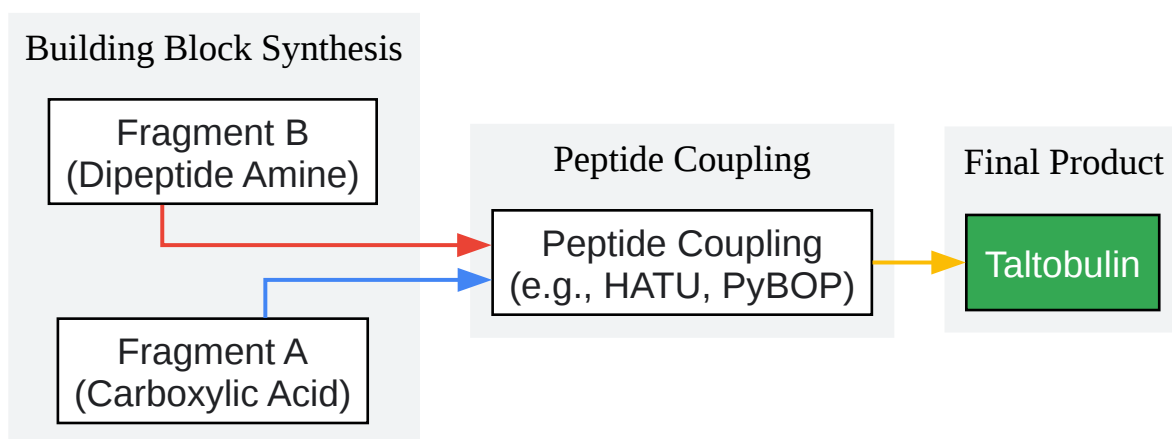 Building Block Synthesis
Fragment B
(Dipeptide Amine)
Fragment A
(Carboxylic Acid)
Peptide Coupling
Peptide Coupling
(e.g., HATU, PyBOP)
Final Product
Taltobulin